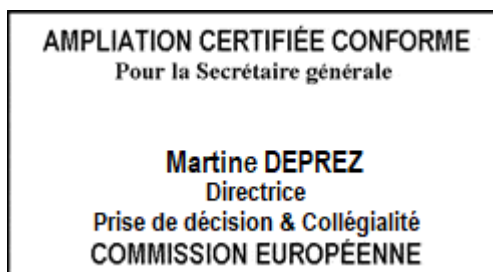 AMPLIATION CERTIFIÉE CONFORME
Pour la Secrétaire générale
Martine DEPREZ
Directrice
Prise de décision & Collégialité
COMMISSION EUROPÉENNE